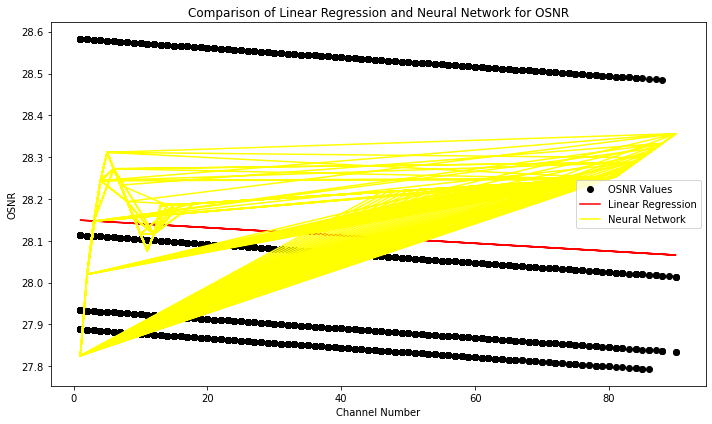 Comparison of Linear Regression and Neural Network for OSNR
28.6
28.5
28.4
28.3
28.2
28.1
28.0
27.9
27.8
OSNR
OSNR Values
Linear Regression
Neural Network
0
20
40
60
80
Channel Number